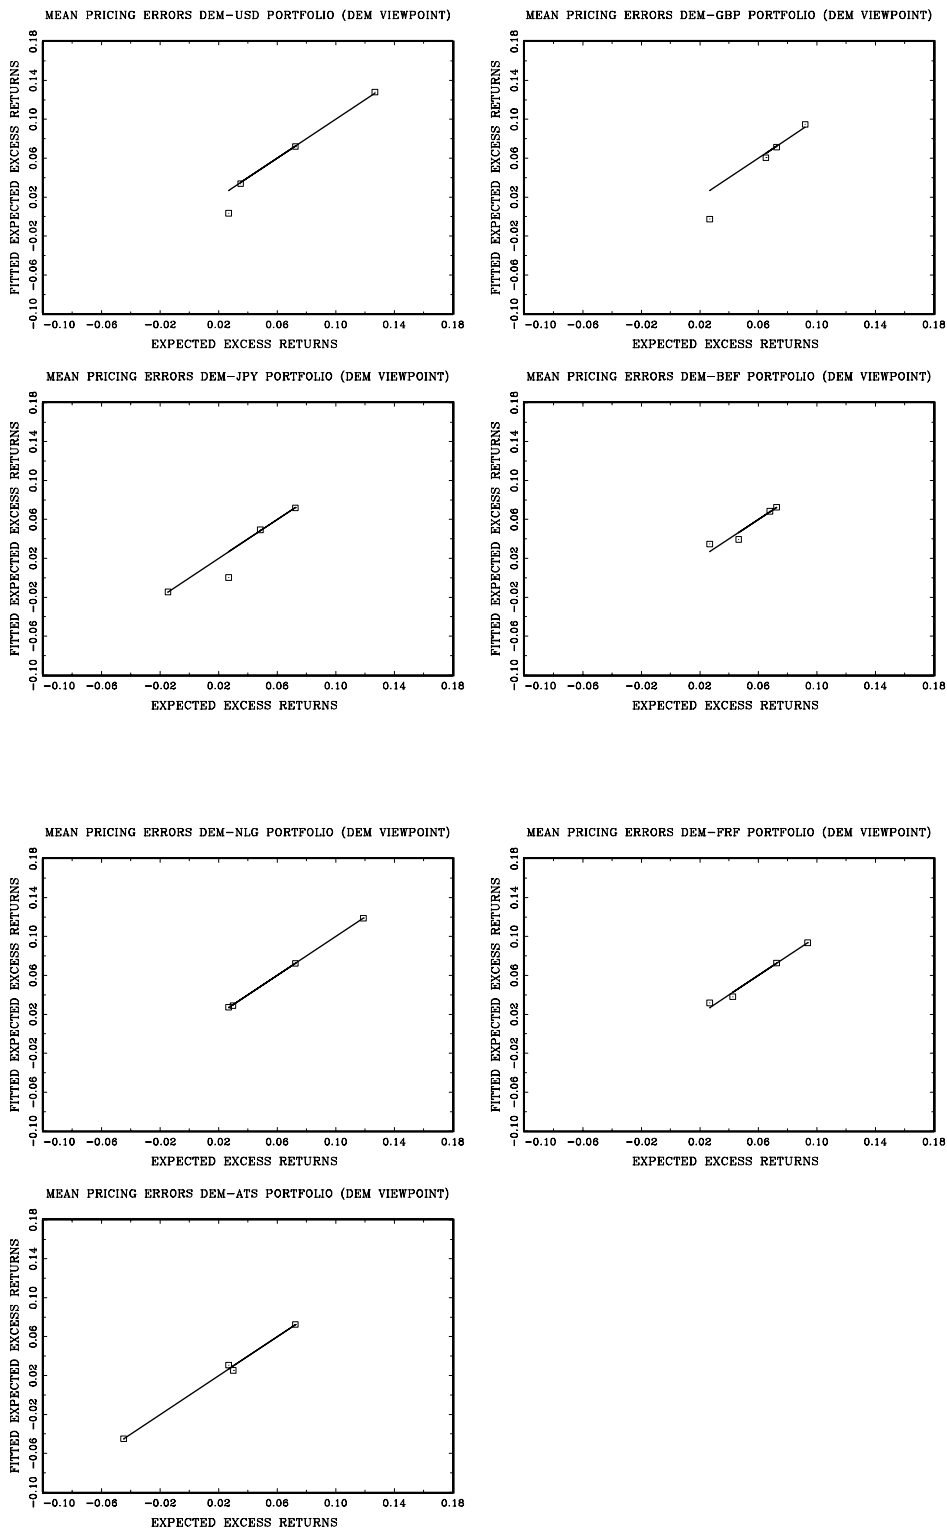 MEAN PRICING ERRORS DEM-USD PORTFOLIO (DEM VIEWPOINT)
FITTED EXPECTED EXCESS RETURNS
-0.10 -0.06 -0.02 0.02 0.06 0.10 0.14 0.18
-0.10 -0.06 -0.02 0.02 0.06 0.10 0.14 0.18
EXPECTED EXCESS RETURNS
MEAN PRICING ERRORS DEM-GBP PORTFOLIO (DEM VIEWPOINT)
FITTED EXPECTED EXCESS RETURNS
-0.10 -0.06 -0.02 0.02 0.06 0.10 0.14 0.18
-0.10 -0.06 -0.02 0.02 0.06 0.10 0.14 0.18
EXPECTED EXCESS RETURNS
MEAN PRICING ERRORS DEM-JPY PORTFOLIO (DEM VIEWPOINT)
FITTED EXPECTED EXCESS RETURNS
-0.10 -0.06 -0.02 0.02 0.06 0.10 0.14 0.18
-0.10 -0.06 -0.02 0.02 0.06 0.10 0.14 0.18
EXPECTED EXCESS RETURNS
MEAN PRICING ERRORS DEM-BEF PORTFOLIO (DEM VIEWPOINT)
FITTED EXPECTED EXCESS RETURNS
-0.10 -0.06 -0.02 0.02 0.06 0.10 0.14 0.18
-0.10 -0.06 -0.02 0.02 0.06 0.10 0.14 0.18
EXPECTED EXCESS RETURNS
MEAN PRICING ERRORS DEM-NLG PORTFOLIO (DEM VIEWPOINT)
FITTED EXPECTED EXCESS RETURNS
-0.10 -0.06 -0.02 0.02 0.06 0.10 0.14 0.18
-0.10 -0.06 -0.02 0.02 0.06 0.10 0.14 0.18
EXPECTED EXCESS RETURNS
MEAN PRICING ERRORS DEM-FRF PORTFOLIO (DEM VIEWPOINT)
FITTED EXPECTED EXCESS RETURNS
-0.10 -0.06 -0.02 0.02 0.06 0.10 0.14 0.18
-0.10 -0.06 -0.02 0.02 0.06 0.10 0.14 0.18
EXPECTED EXCESS RETURNS
MEAN PRICING ERRORS DEM-ATS PORTFOLIO (DEM VIEWPOINT)
FITTED EXPECTED EXCESS RETURNS
-0.10 -0.06 -0.02 0.02 0.06 0.10 0.14 0.18
-0.10 -0.06 -0.02 0.02 0.06 0.10 0.14 0.18
EXPECTED EXCESS RETURNS